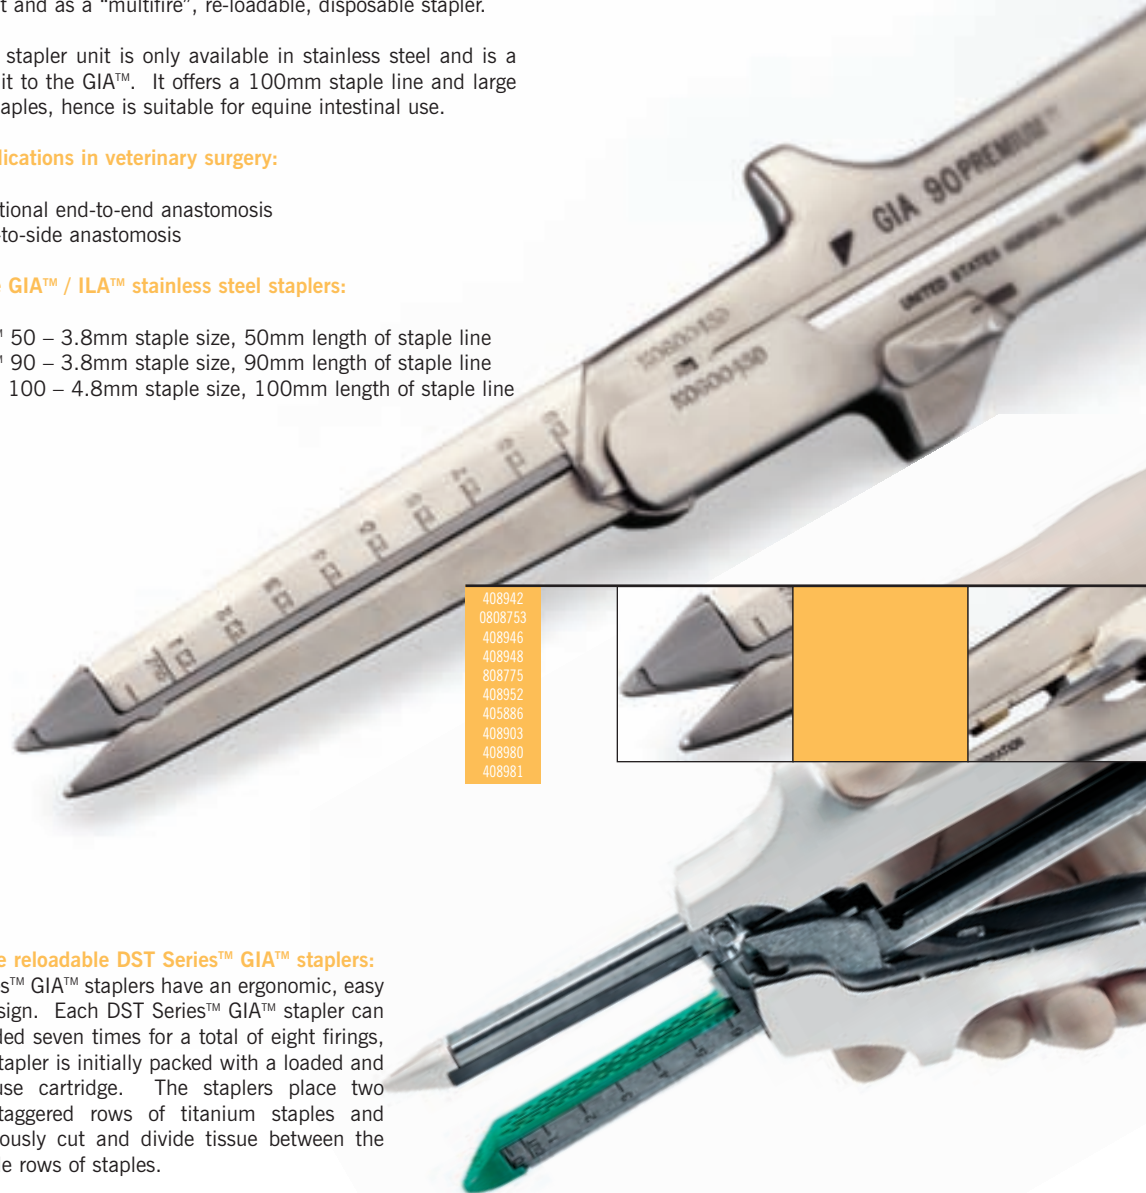 t and as a “multifire”, re-loadable, disposable stapler.
stapler unit is only available in stainless steel and is a
it to the GIA™. It offers a 100mm staple line and large
aples, hence is suitable for equine intestinal use.
lications in veterinary surgery:
tional end-to-end anastomosis
-to-side anastomosis
e GIA™ / ILA™ stainless steel staplers:
™ 50 – 3.8mm staple size, 50mm length of staple line
™ 90 – 3.8mm staple size, 90mm length of staple line
100 – 4.8mm staple size, 100mm length of staple line
GIA 90 PREMIUM™
UNITED STATES SURGICAL CORPORATION
408942
0808753
408946
408948
808775
408952
405886
408903
408980
408981
e reloadable DST Series™ GIA™ staplers:
s™ GIA™ staplers have an ergonomic, easy
sign. Each DST Series™ GIA™ stapler can
ded seven times for a total of eight firings,
tapler is initially packed with a loaded and
use cartridge. The staplers place two
taggered rows of titanium staples and
ously cut and divide tissue between the
le rows of staples.